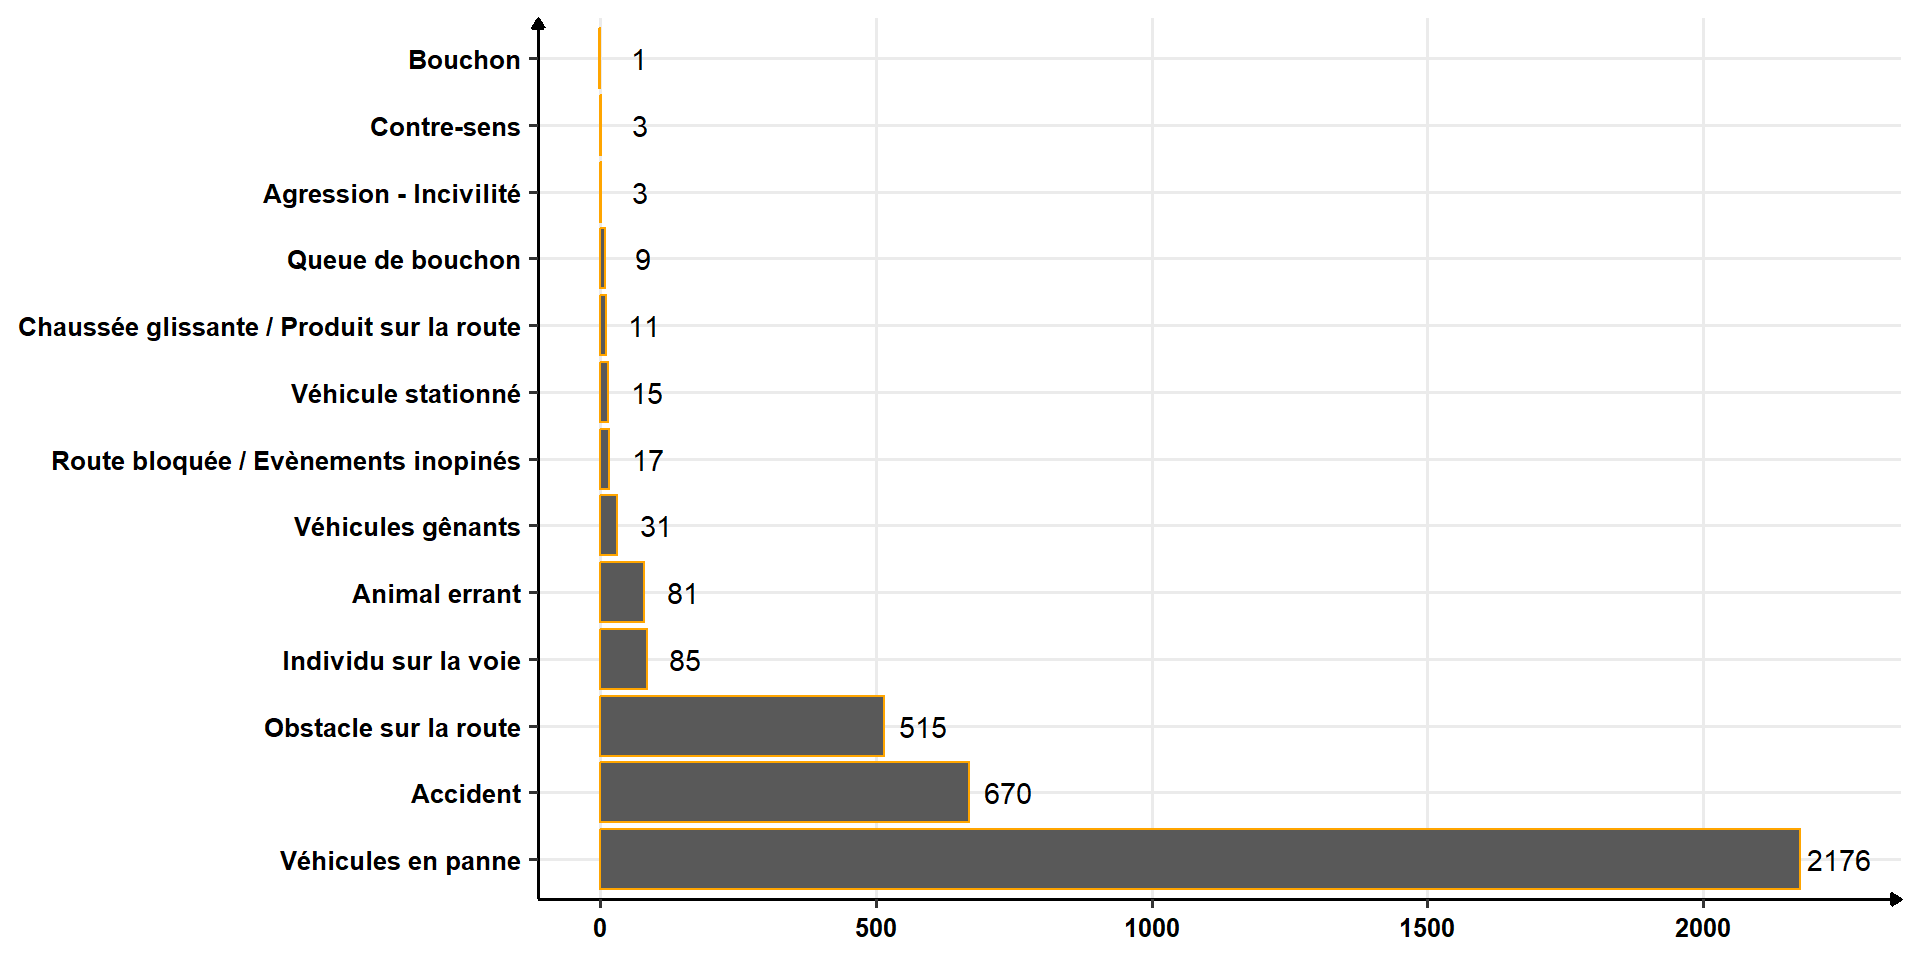 Bouchon 1
Contre-sens 3
Agression - Incivilité 3
Queue de bouchon 9
Chaussée glissante / Produit sur la route 11
Véhicule stationné 15
Route bloquée / Evènements inopinés 17
Véhicules gênants 31
Animal errant 81
Individu sur la voie 85
Obstacle sur la route 515
Accident 670
Véhicules en panne 2176
0 500 1000 1500 2000